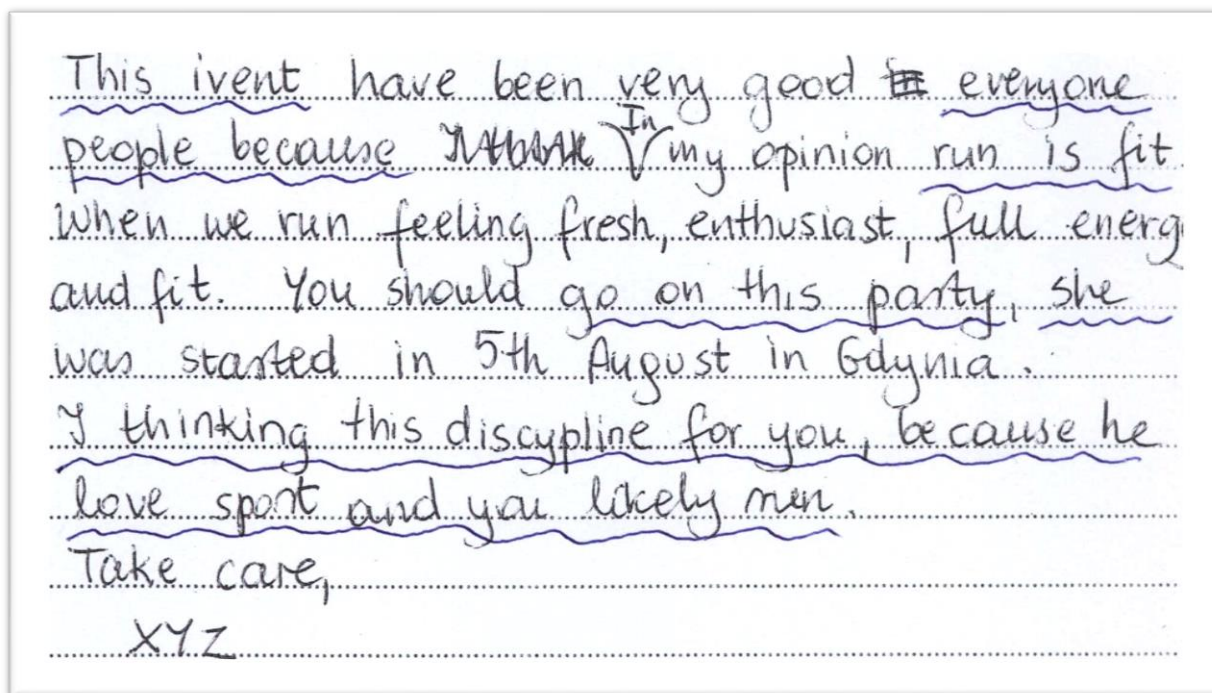 This ivent have been very good everyone
people because In my opinion run is fit
when we run feeling fresh, enthusiast, full energ
and fit. You should go on this party, she
was started in 5th August in Gdynia.
I thinking this discypline for you, because he
love sport and you likely run.
Take care,
XYZ